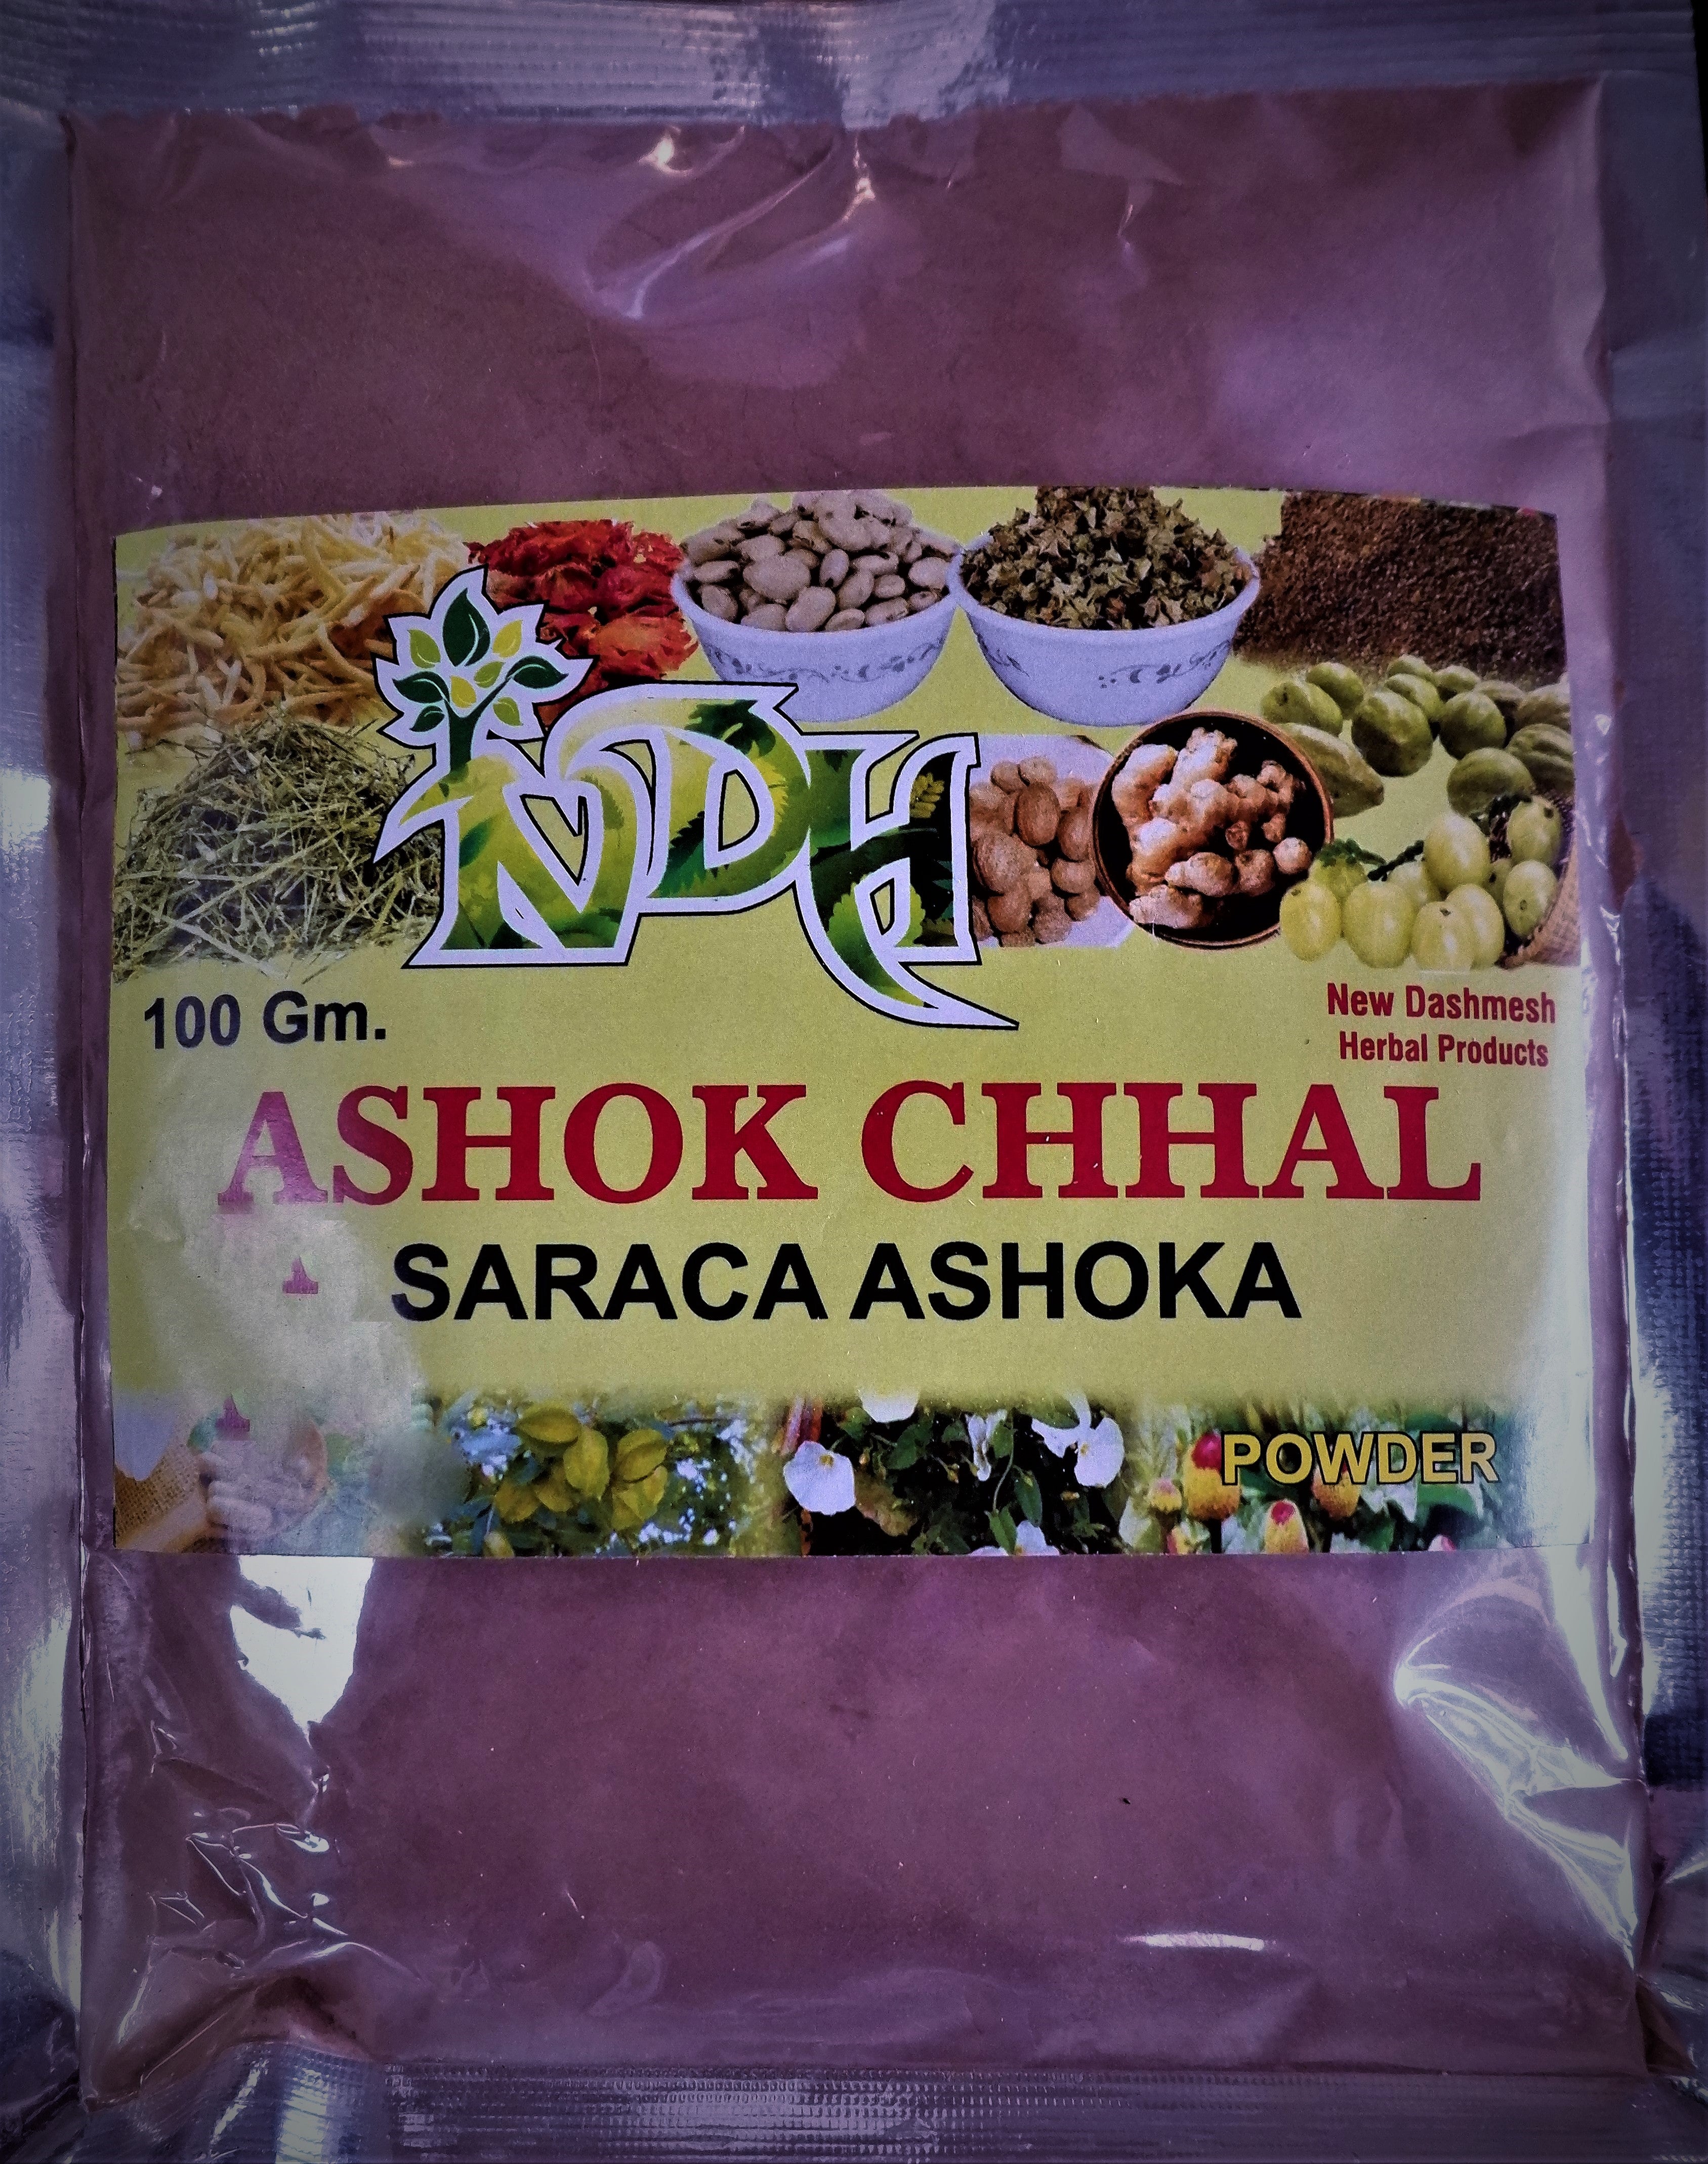 NDH
100 Gm.
New Dashmesh
Herbal Products
ASHOK CHHAL
SARACA ASHOKA
POWDER